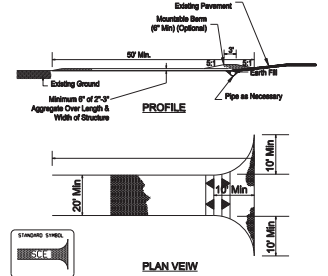 Existing Pavement
Mountable Berm
(6" Min) (Optional)
50' Min.
3'
5:1
5:1
Earth Fill
Existing Ground
Pipe as Necessary
Minimum 6" of 2"-3"
Aggregate Over Length &
Width of Structure
PROFILE
10' Min
20' Min
10' Min
10' Min
STANDARD SYMBOL
SCE
PLAN VEIW